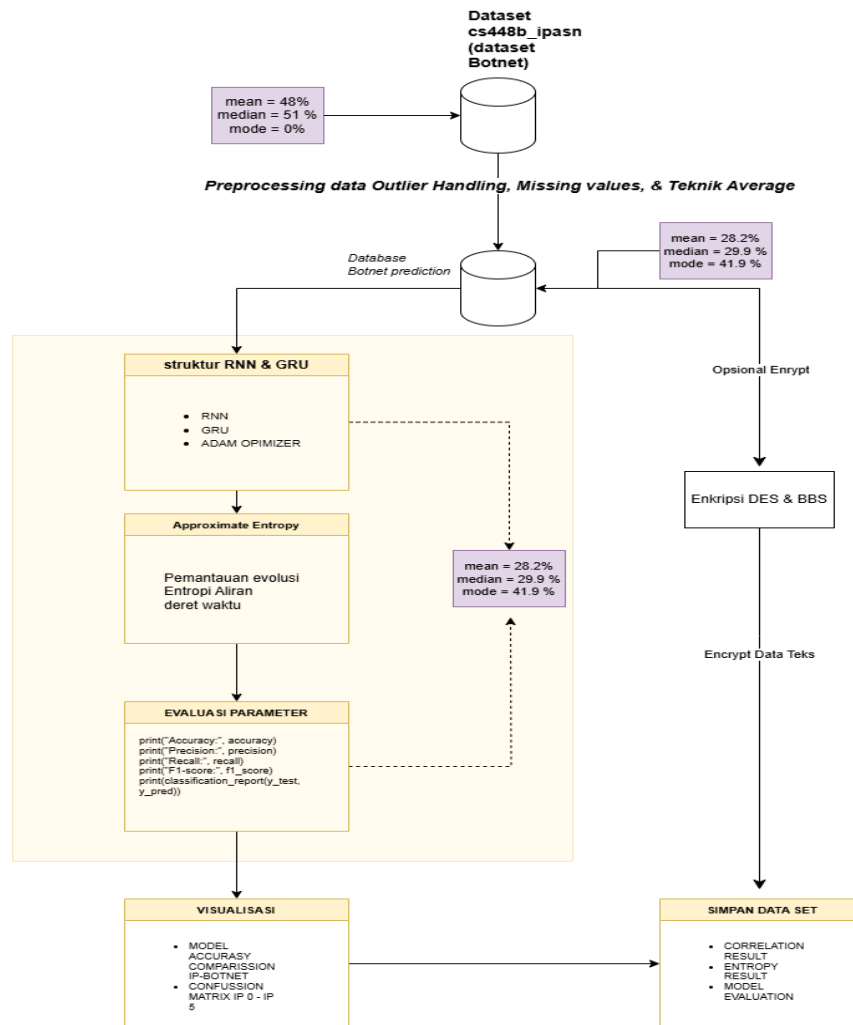 Dataset
cs448b_ipasn
(dataset
Botnet)
mean = 48%
median = 51 %
mode = 0%
Preprocessing data Outlier Handling, Missing values, & Teknik Average
mean = 28.2%
median = 29.9 %
mode = 41.9 %
Database
Botnet prediction
struktur RNN & GRU
RNN
GRU
ADAM OPIMIZER
Opsional Enrypt
Enkripsi DES & BBS
Approximate Entropy
Pemantauan evolusi
Entropi Aliran
deret waktu
mean = 28.2%
median = 29.9 %
mode = 41.9 %
Encrypt Data Teks
EVALUASI PARAMETER
print("Accuracy:", accuracy)
print("Precision:", precision)
print("Recall:", recall)
print("F1-score:", f1_score)
print(classification_report(y_test,
y_pred))
VISUALISASI
MODEL
ACCURASY
COMPARISSION
IP-BOTNET
CONFUSSION
MATRIX IP 0 - IP
5
SIMPAN DATA SET
CORRELATION
RESULT
ENTROPY
RESULT
MODEL
EVALUATION